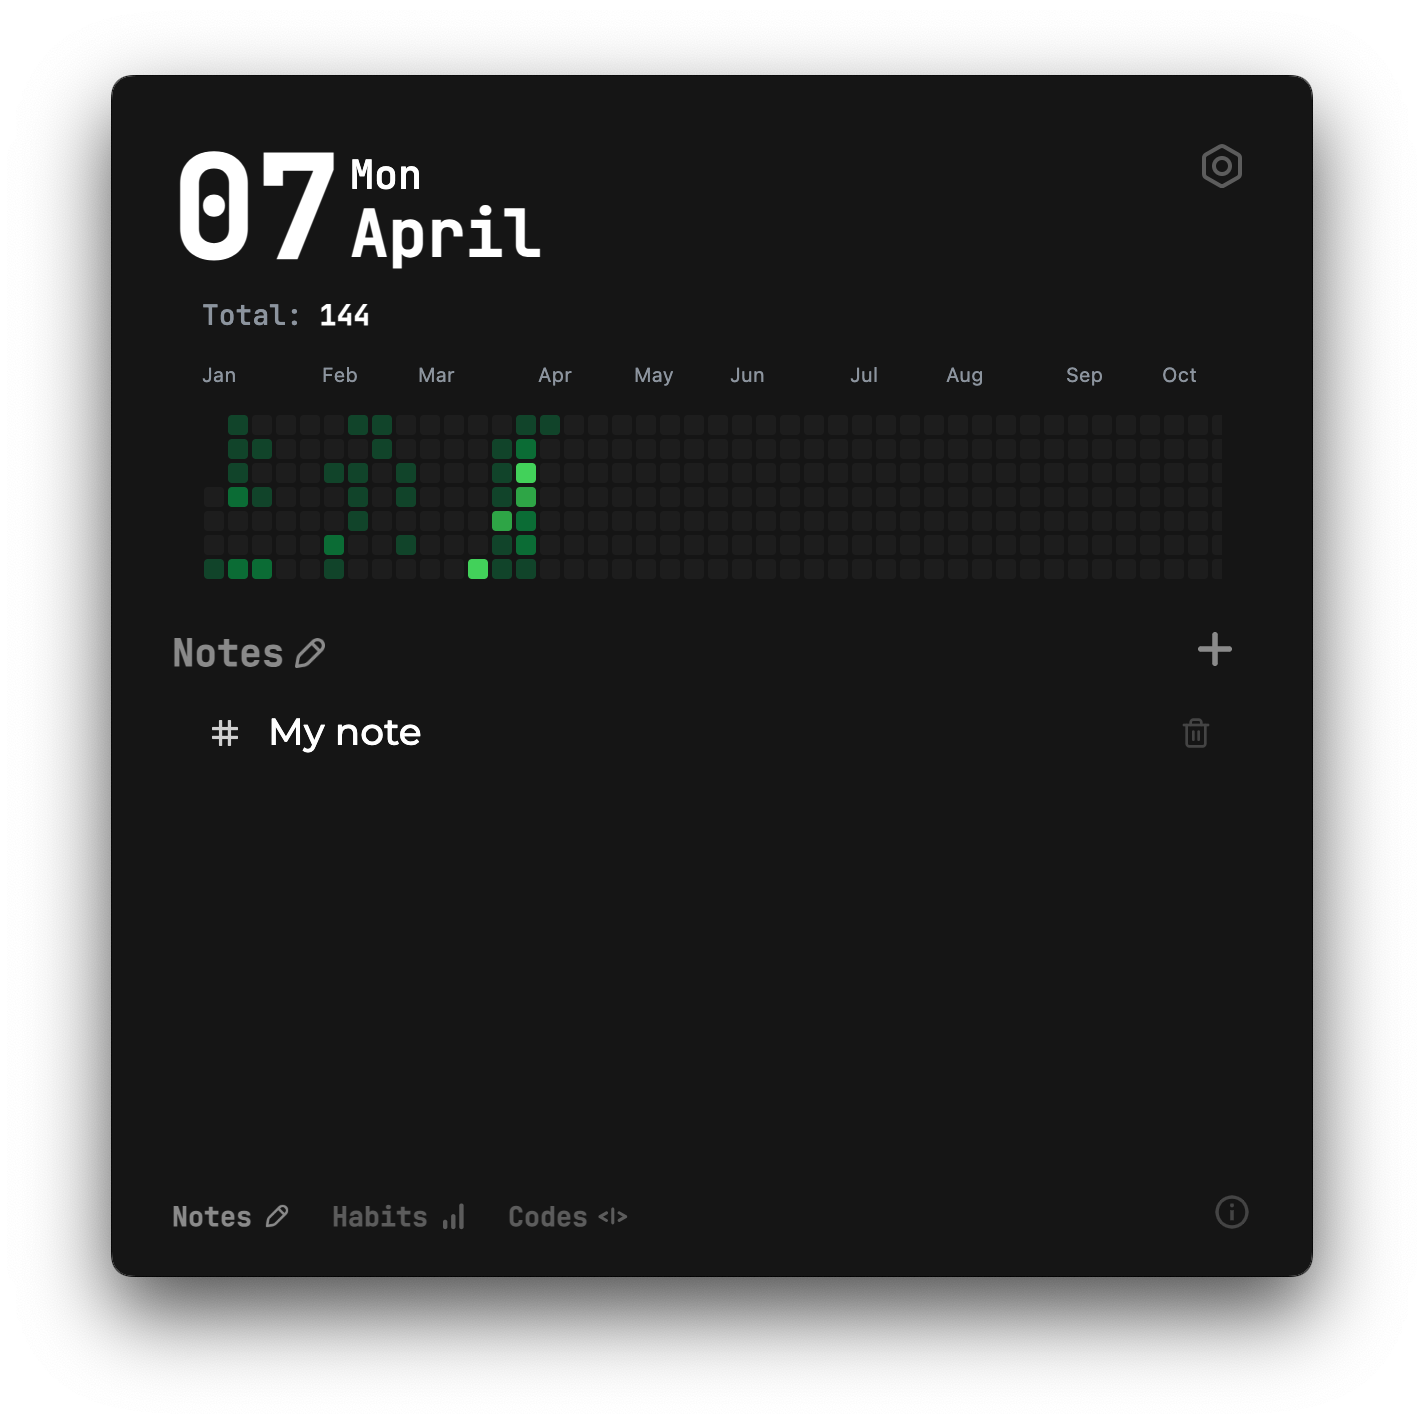 07 Mon
April
Total: 144
Jan Feb Mar Apr May Jun Jul Aug Sep Oct
Notes
# My note
Notes Habits Codes